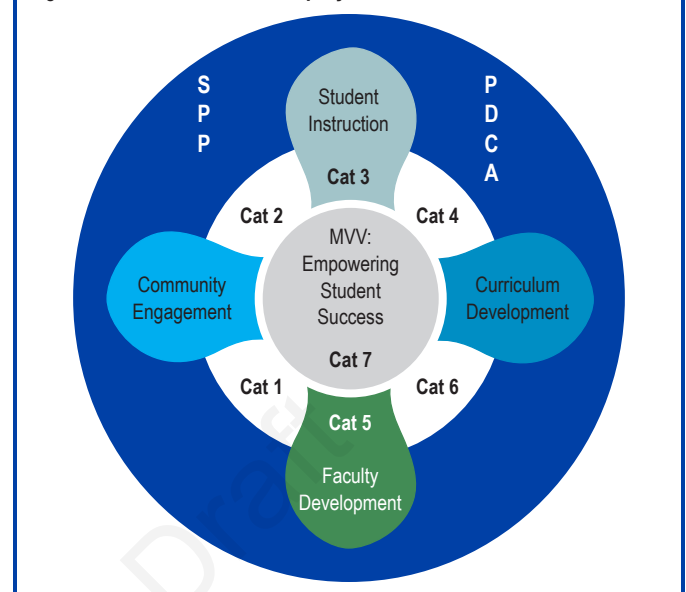 S
P
P
P
D
C
A
Student
Instruction
Cat 3
Cat 2
Cat 4
MVV:
Empowering
Student
Success
Cat 7
Community
Engagement
Curriculum
Development
Cat 1
Cat 6
Cat 5
Faculty
Development
Draft